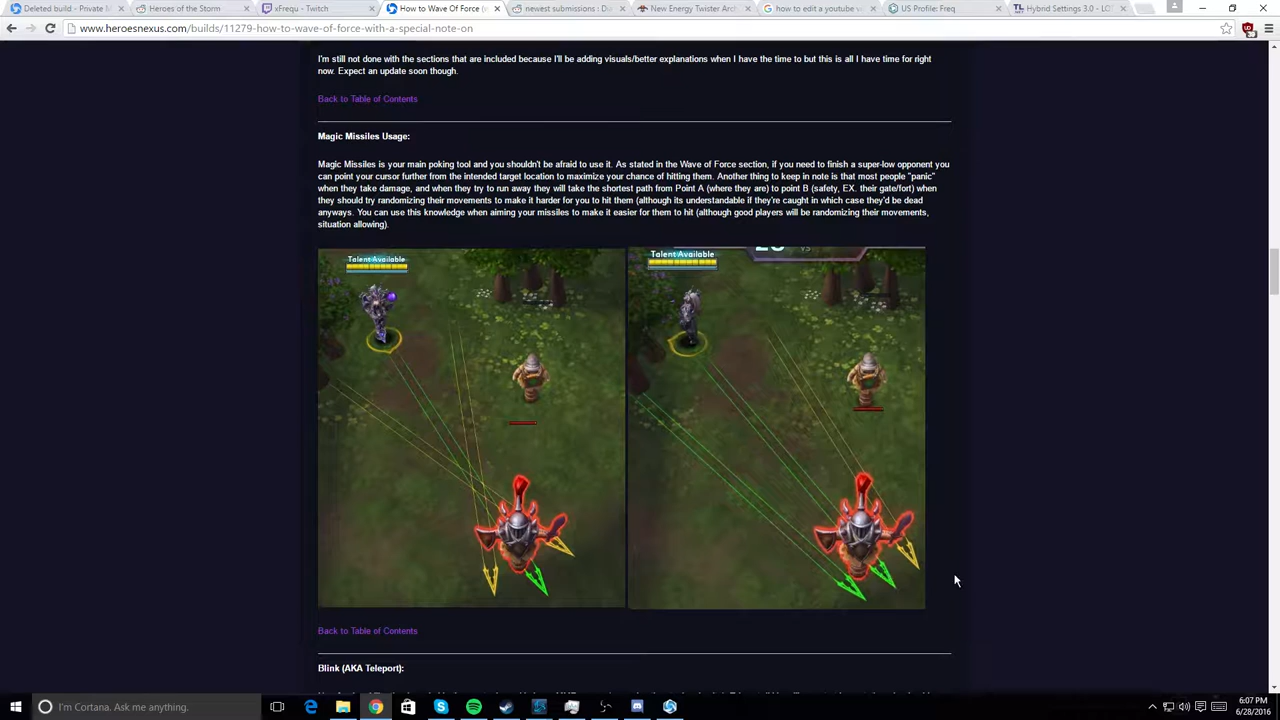 Deleted build - Private M
Heroes of the Storm
xFrequ - Twitch
How to Wave Of Force (w
newest submissions : Du
New Energy Twister Arch
how to edit a youtube v
US Profile: Freq
Hybrid Settings 3.0 - LOS
www.heroesnexus.com/builds/11279-how-to-wave-of-force-with-a-special-note-on
I'm still not done with the sections that are included because I'll be adding visuals/better explanations when I have the time to but this is all I have time for right
now. Expect an update soon though.
Back to Table of Contents
Magic Missiles Usage:
Magic Missiles is your main poking tool and you shouldn't be afraid to use it. As stated in the Wave of Force section, if you need to finish a super-low opponent you
can point your cursor further from the intended target location to maximize your chance of hitting them. Another thing to keep in note is that most people "panic"
when they take damage, and when they try to run away they will take the shortest path from Point A (where they are) to point B (safety, EX. their gate/fort) when
they should try randomizing their movements to make it harder for you to hit them (although its understandable if they're caught in which case they'd be dead
anyways. You can use this knowledge when aiming your missiles to make it easier for them to hit (although good players will be randomizing their movements,
situation allowing).
Talent Available
Talent Available
VS
Back to Table of Contents
Blink (AKA Teleport):
I'm Cortana. Ask me anything.
6:07 PM
6/28/2016